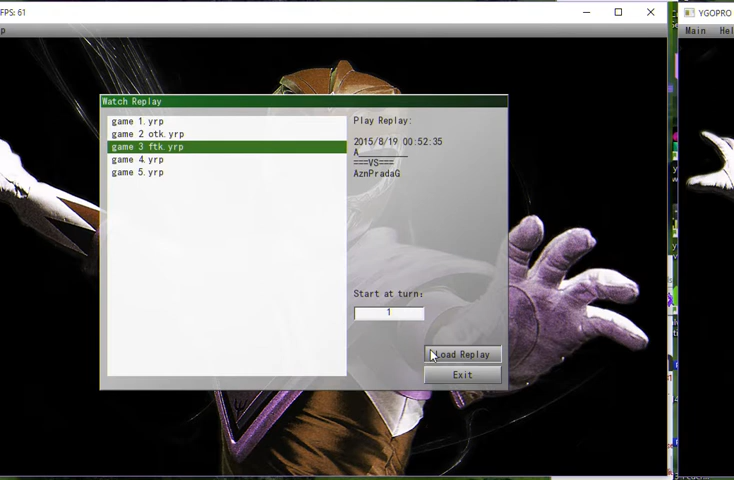 FPS: 61
YGOPRO
p
Main Hel
Watch Replay
game 1.yrp
game 2 otk.yrp
game 3 ftk.yrp
game 4.yrp
game 5.yrp
Play Replay:
2015/8/19 00:52:35
A_________
===VS===
AznPradaG
Start at turn:
1
Load Replay
Exit